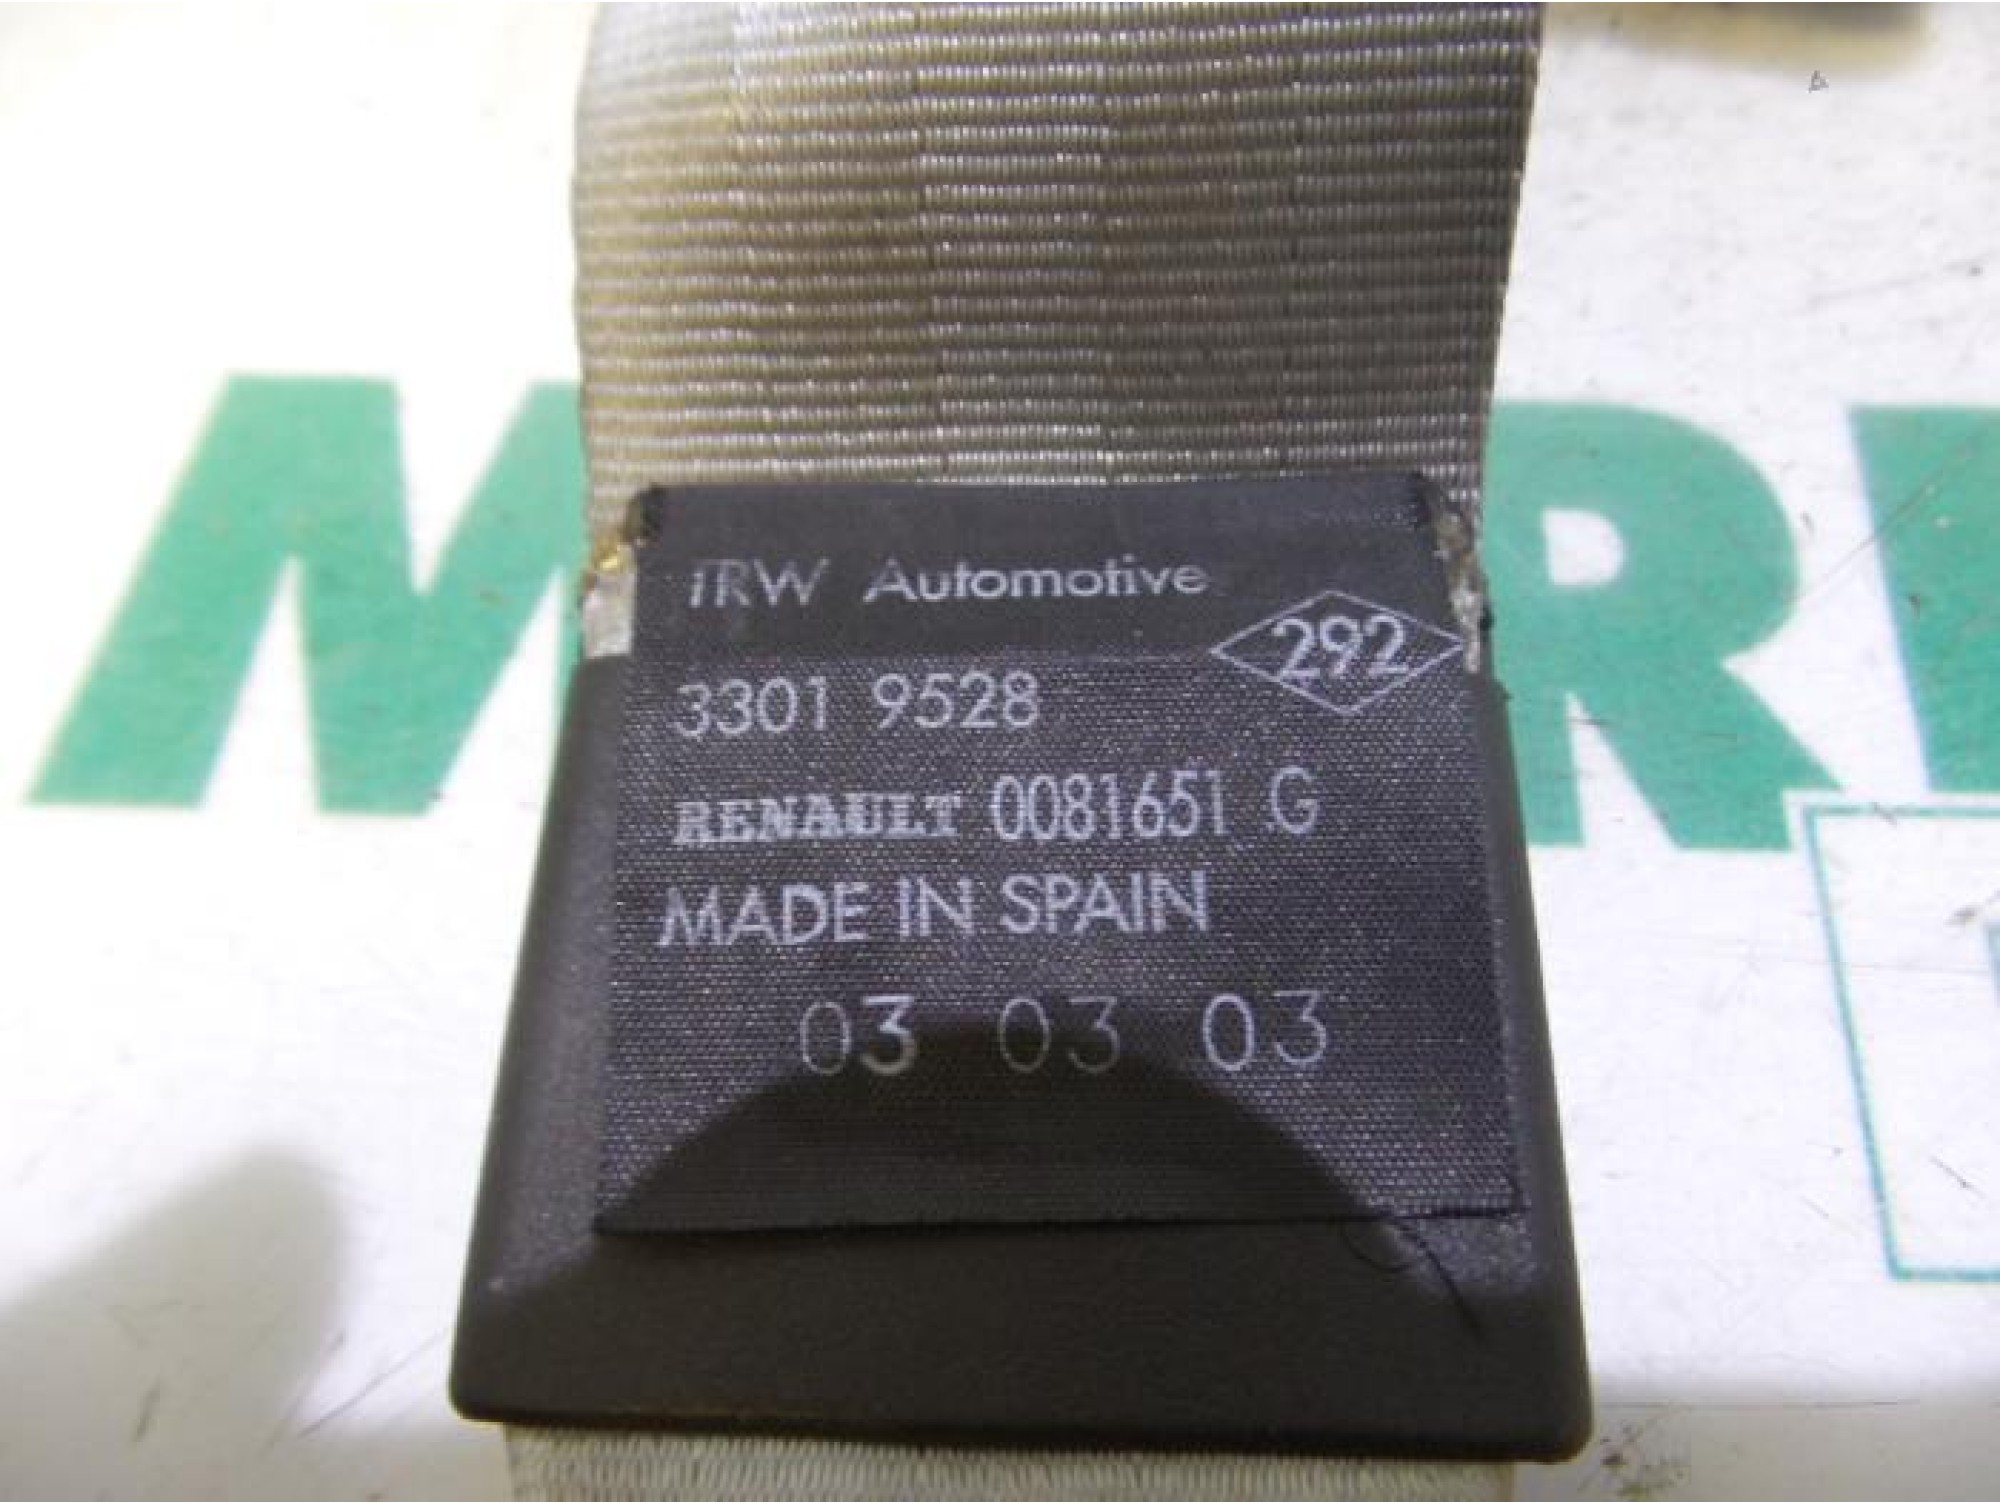 TRW Automotive
292
3301 9528
RENAULT 0081651 G
MADE IN SPAIN
03 03 03